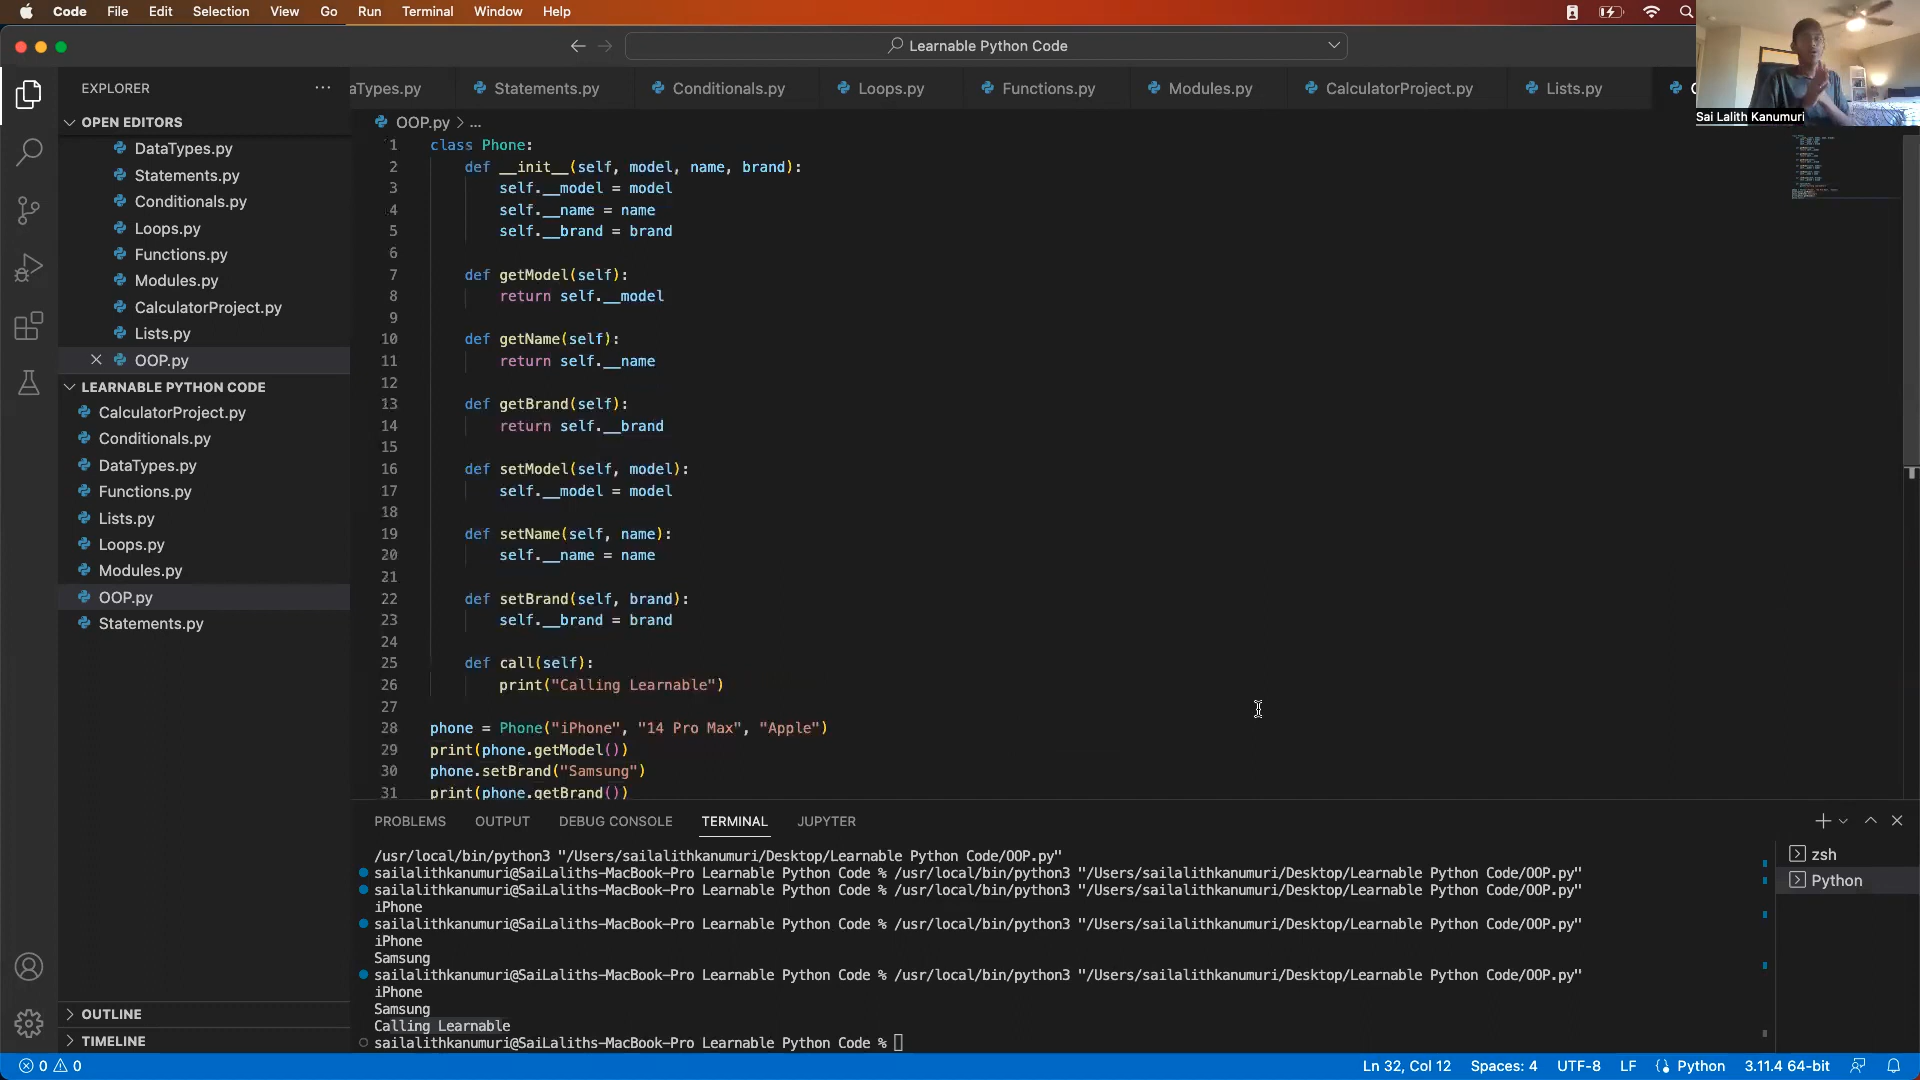 Code File Edit Selection View Go Run Terminal Window Help
Learnable Python Code
Sai Lalith Kanumuri
EXPLORER
OPEN EDITORS
DataTypes.py
Statements.py
Conditionals.py
Loops.py
Functions.py
Modules.py
CalculatorProject.py
Lists.py
OOP.py
LEARNABLE PYTHON CODE
CalculatorProject.py
Conditionals.py
DataTypes.py
Functions.py
Lists.py
Loops.py
Modules.py
OOP.py
Statements.py
OUTLINE
TIMELINE
aTypes.py Statements.py Conditionals.py Loops.py Functions.py Modules.py CalculatorProject.py Lists.py
OOP.py > ...
1 class Phone:
2 def __init__(self, model, name, brand):
3 self.__model = model
4 self.__name = name
5 self.__brand = brand
6
7 def getModel(self):
8 return self.__model
9
10 def getName(self):
11 return self.__name
12
13 def getBrand(self):
14 return self.__brand
15
16 def setModel(self, model):
17 self.__model = model
18
19 def setName(self, name):
20 self.__name = name
21
22 def setBrand(self, brand):
23 self.__brand = brand
24
25 def call(self):
26 print("Calling Learnable")
27
28 phone = Phone("iPhone", "14 Pro Max", "Apple")
29 print(phone.getModel())
30 phone.setBrand("Samsung")
31 print(phone.getBrand())
PROBLEMS OUTPUT DEBUG CONSOLE TERMINAL JUPYTER
/usr/local/bin/python3 "/Users/sailalithkanumuri/Desktop/Learnable Python Code/OOP.py"
sailalithkanumuri@SaiLaliths-MacBook-Pro Learnable Python Code % /usr/local/bin/python3 "/Users/sailalithkanumuri/Desktop/Learnable Python Code/OOP.py"
sailalithkanumuri@SaiLaliths-MacBook-Pro Learnable Python Code % /usr/local/bin/python3 "/Users/sailalithkanumuri/Desktop/Learnable Python Code/OOP.py"
iPhone
sailalithkanumuri@SaiLaliths-MacBook-Pro Learnable Python Code % /usr/local/bin/python3 "/Users/sailalithkanumuri/Desktop/Learnable Python Code/OOP.py"
iPhone
Samsung
sailalithkanumuri@SaiLaliths-MacBook-Pro Learnable Python Code % /usr/local/bin/python3 "/Users/sailalithkanumuri/Desktop/Learnable Python Code/OOP.py"
iPhone
Samsung
Calling Learnable
sailalithkanumuri@SaiLaliths-MacBook-Pro Learnable Python Code %
zsh
Python
0 0 Ln 32, Col 12 Spaces: 4 UTF-8 LF Python 3.11.4 64-bit